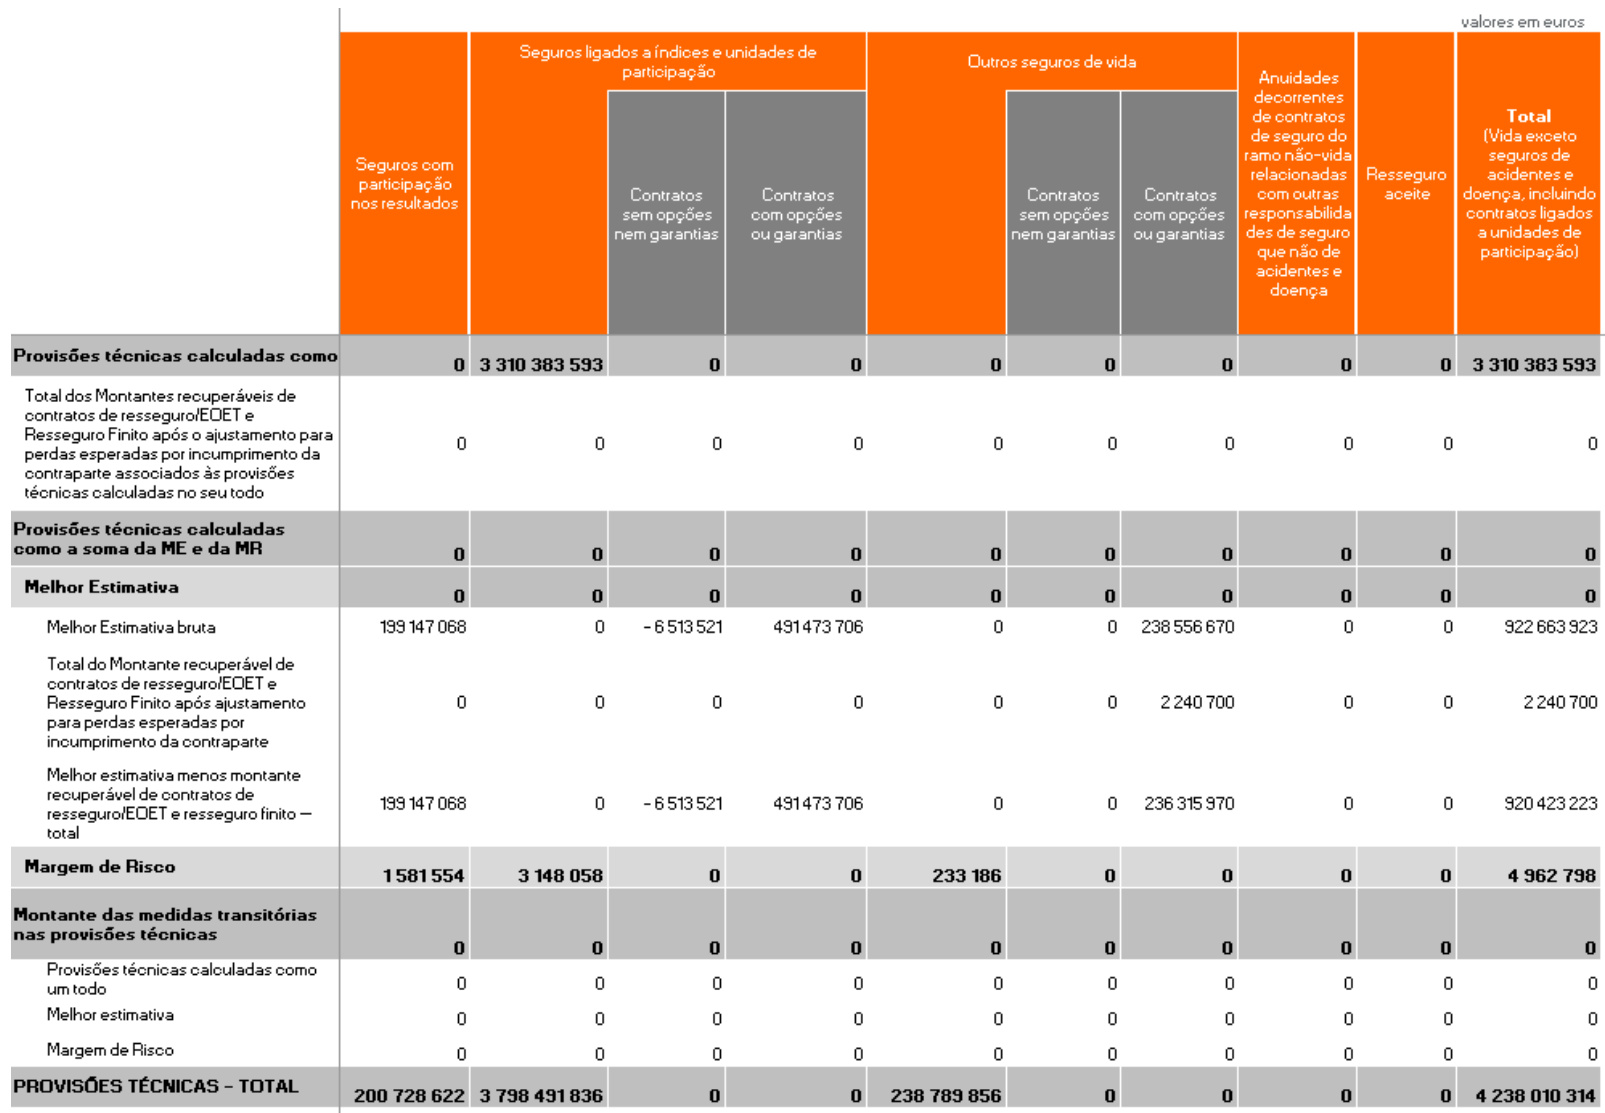 valores em euros
Seguros com
participação
nos resultados
Seguros ligados a índices e unidades de
participação
Contratos
sem opções
nem garantias
Contratos
com opções
ou garantias
Outros seguros de vida
Contratos
sem opções
nem garantias
Contratos
com opções
ou garantias
Anuidades
decorrentes
de contratos
de seguro do
ramo não-vida
relacionadas
com outras
responsabilida
des de seguro
que não de
acidentes e
doença
Resseguro
aceite
Total
(Vida exceto
seguros de
acidentes e
doença, incluindo
contratos ligados
a unidades de
participação)
Provisões técnicas calculadas como 0 3 310 383 593 0 0 0 0 0 0 0 3 310 383 593
Total dos Montantes recuperáveis de
contratos de resseguro/EOET e
Resseguro Finito após o ajustamento para
perdas esperadas por incumprimento da
contraparte associados às provisões
técnicas calculadas no seu todo
0 0 0 0 0 0 0 0 0 0
Provisões técnicas calculadas
como a soma da ME e da MR
0 0 0 0 0 0 0 0 0 0
Melhor Estimativa 0 0 0 0 0 0 0 0 0 0
Melhor Estimativa bruta 199 147 068 0 - 6 513 521 491 473 706 0 0 238 556 670 0 0 922 663 923
Total do Montante recuperável de
contratos de resseguro/EOET e
Resseguro Finito após ajustamento
para perdas esperadas por
incumprimento da contraparte
0 0 0 0 0 0 2 240 700 0 0 2 240 700
Melhor estimativa menos montante
recuperável de contratos de
resseguro/EOET e resseguro finito —
total
199 147 068 0 - 6 513 521 491 473 706 0 0 236 315 970 0 0 920 423 223
Margem de Risco 1 581 554 3 148 058 0 0 233 186 0 0 0 0 4 962 798
Montante das medidas transitórias
nas provisões técnicas
0 0 0 0 0 0 0 0 0 0
Provisões técnicas calculadas como
um todo
0 0 0 0 0 0 0 0 0 0
Melhor estimativa 0 0 0 0 0 0 0 0 0 0
Margem de Risco 0 0 0 0 0 0 0 0 0 0
PROVISÕES TÉCNICAS - TOTAL 200 728 622 3 798 491 836 0 0 238 789 856 0 0 0 0 4 238 010 314